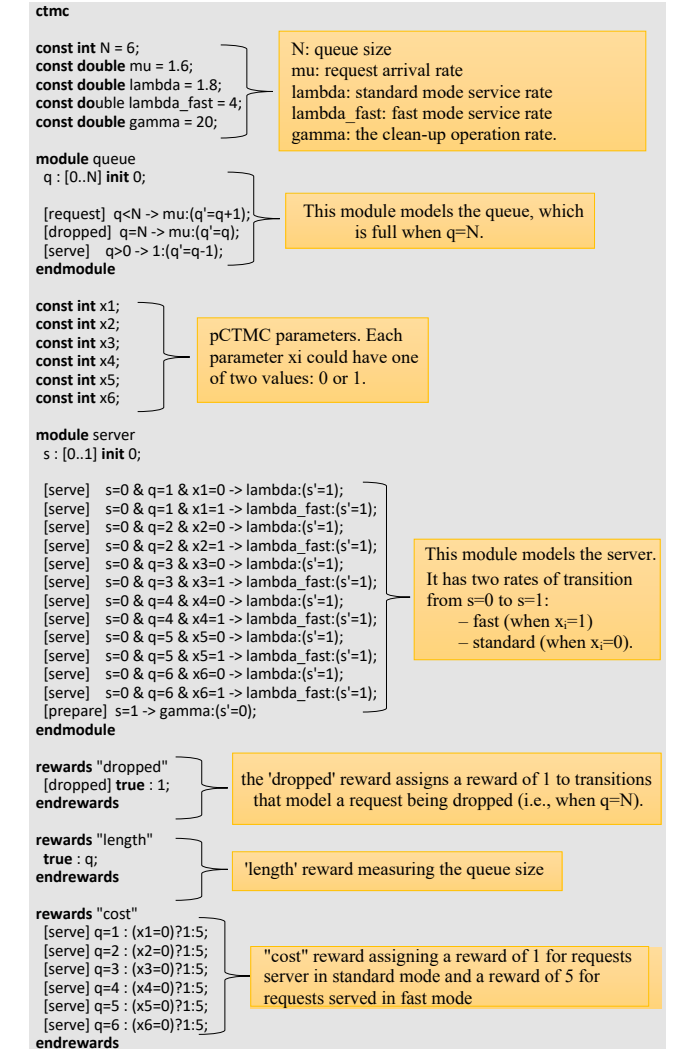 ctmc
const int N = 6;
const double mu = 1.6;
const double lambda = 1.8;
const double lambda_fast = 4;
const double gamma = 20;
N: queue size
mu: request arrival rate
lambda: standard mode service rate
lambda_fast: fast mode service rate
gamma: the clean-up operation rate.
module queue
q : [0..N] init 0;
[request] q<N -> mu:(q'=q+1);
[dropped] q=N -> mu:(q'=q);
[serve] q>0 -> 1:(q'=q-1);
endmodule
This module models the queue, which
is full when q=N.
const int x1;
const int x2;
const int x3;
const int x4;
const int x5;
const int x6;
pCTMC parameters. Each
parameter xi could have one
of two values: 0 or 1.
module server
s : [0..1] init 0;
[serve] s=0 & q=1 & x1=0 -> lambda:(s'=1);
[serve] s=0 & q=1 & x1=1 -> lambda_fast:(s'=1);
[serve] s=0 & q=2 & x2=0 -> lambda:(s'=1);
[serve] s=0 & q=2 & x2=1 -> lambda_fast:(s'=1);
[serve] s=0 & q=3 & x3=0 -> lambda:(s'=1);
[serve] s=0 & q=3 & x3=1 -> lambda_fast:(s'=1);
[serve] s=0 & q=4 & x4=0 -> lambda:(s'=1);
[serve] s=0 & q=4 & x4=1 -> lambda_fast:(s'=1);
[serve] s=0 & q=5 & x5=0 -> lambda:(s'=1);
[serve] s=0 & q=5 & x5=1 -> lambda_fast:(s'=1);
[serve] s=0 & q=6 & x6=0 -> lambda:(s'=1);
[serve] s=0 & q=6 & x6=1 -> lambda_fast:(s'=1);
[prepare] s=1 -> gamma:(s'=0);
endmodule
This module models the server.
It has two rates of transition
from s=0 to s=1:
– fast (when xi=1)
– standard (when xi=0).
rewards "dropped"
[dropped] true : 1;
endrewards
the 'dropped' reward assigns a reward of 1 to transitions
that model a request being dropped (i.e., when q=N).
rewards "length"
true : q;
endrewards
'length' reward measuring the queue size
rewards "cost"
[serve] q=1 : (x1=0)?1:5;
[serve] q=2 : (x2=0)?1:5;
[serve] q=3 : (x3=0)?1:5;
[serve] q=4 : (x4=0)?1:5;
[serve] q=5 : (x5=0)?1:5;
[serve] q=6 : (x6=0)?1:5;
endrewards
"cost" reward assigning a reward of 1 for requests
server in standard mode and a reward of 5 for
requests served in fast mode